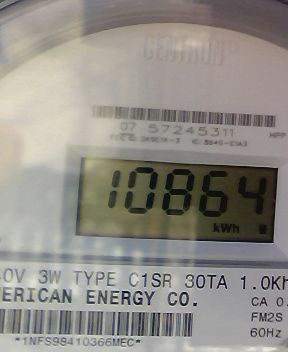 CENTRON®
07 57245311
10864
kWh
.0V 3W TYPE C1SR 30TA 1.0Kh
ERICAN ENERGY CO.
CA 0.
FM2S
60Hz
*1NFS98410366MEC*